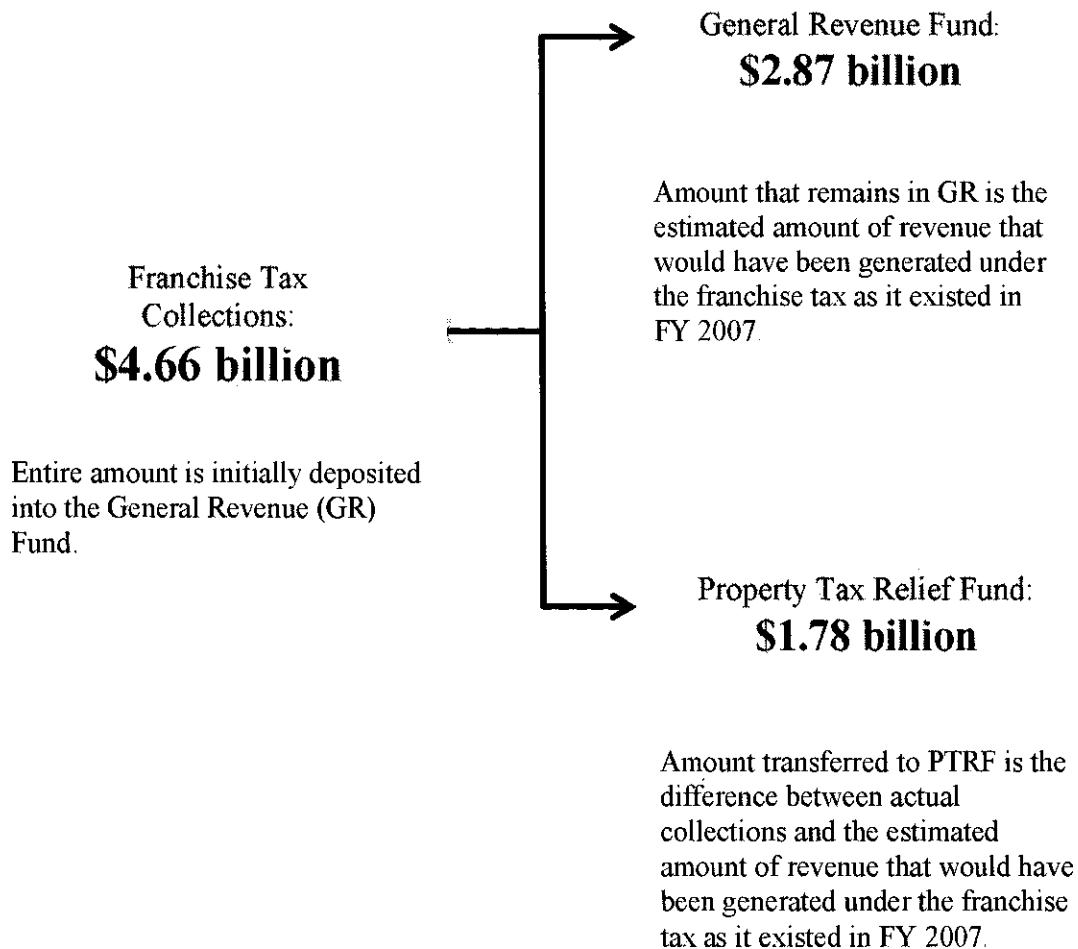 Franchise Tax
Collections:
$4.66 billion
Entire amount is initially deposited
into the General Revenue (GR)
Fund.
General Revenue Fund:
$2.87 billion
Amount that remains in GR is the
estimated amount of revenue that
would have been generated under
the franchise tax as it existed in
FY 2007.
Property Tax Relief Fund:
$1.78 billion
Amount transferred to PTRF is the
difference between actual
collections and the estimated
amount of revenue that would have
been generated under the franchise
tax as it existed in FY 2007.